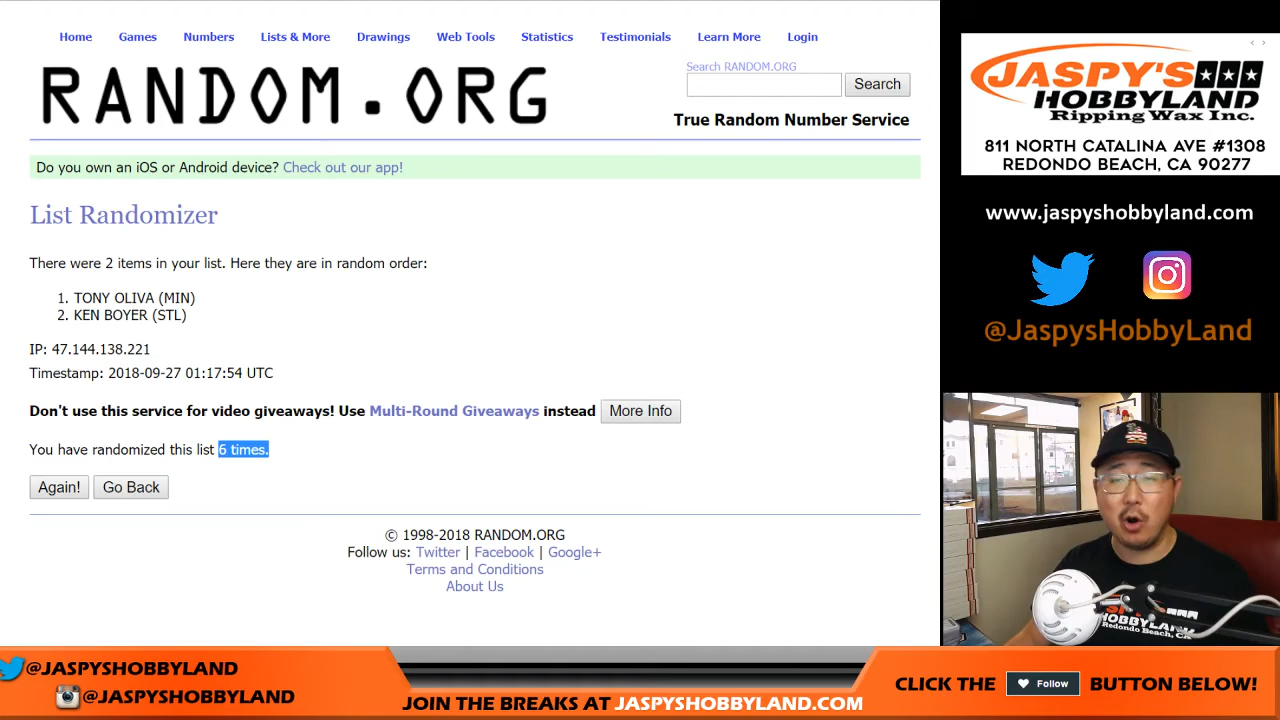 Home Games Numbers Lists & More Drawings Web Tools Statistics Testimonials Learn More Login
RANDOM.ORG
Search RANDOM.ORG
Search
True Random Number Service
Do you own an iOS or Android device? Check out our app!
List Randomizer
There were 2 items in your list. Here they are in random order:
1. TONY OLIVA (MIN)
2. KEN BOYER (STL)
IP: 47.144.138.221
Timestamp: 2018-09-27 01:17:54 UTC
Don't use this service for video giveaways! Use Multi-Round Giveaways instead More Info
You have randomized this list 6 times.
Again! Go Back
© 1998-2018 RANDOM.ORG
Follow us: Twitter | Facebook | Google+
Terms and Conditions
About Us
JASPY'S
HOBBYLAND
Ripping Wax Inc.
811 NORTH CATALINA AVE #1308
REDONDO BEACH, CA 90277
www.jaspyshobbyland.com
@JaspysHobbyLand
HOBBYLAND
Redondo Beach, CA
@JASPYSHOBBYLAND
@JASPYSHOBBYLAND
JOIN THE BREAKS AT JASPYSHOBBYLAND.COM
CLICK THE Follow BUTTON BELOW!